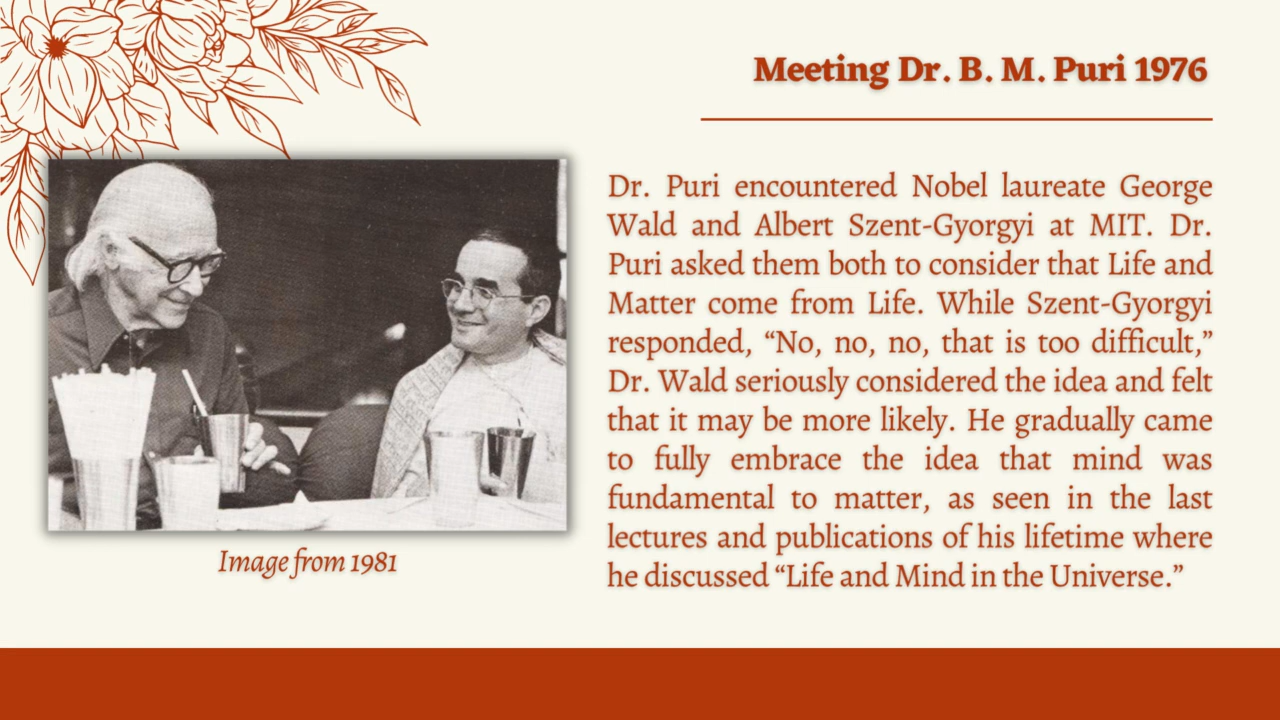 Meeting Dr. B. M. Puri 1976
Dr. Puri encountered Nobel laureate George
Wald and Albert Szent-Gyorgyi at MIT. Dr.
Puri asked them both to consider that Life and
Matter come from Life. While Szent-Gyorgyi
responded, “No, no, no, that is too difficult,”
Dr. Wald seriously considered the idea and felt
that it may be more likely. He gradually came
to fully embrace the idea that mind was
fundamental to matter, as seen in the last
lectures and publications of his lifetime where
he discussed “Life and Mind in the Universe.”
Image from 1981